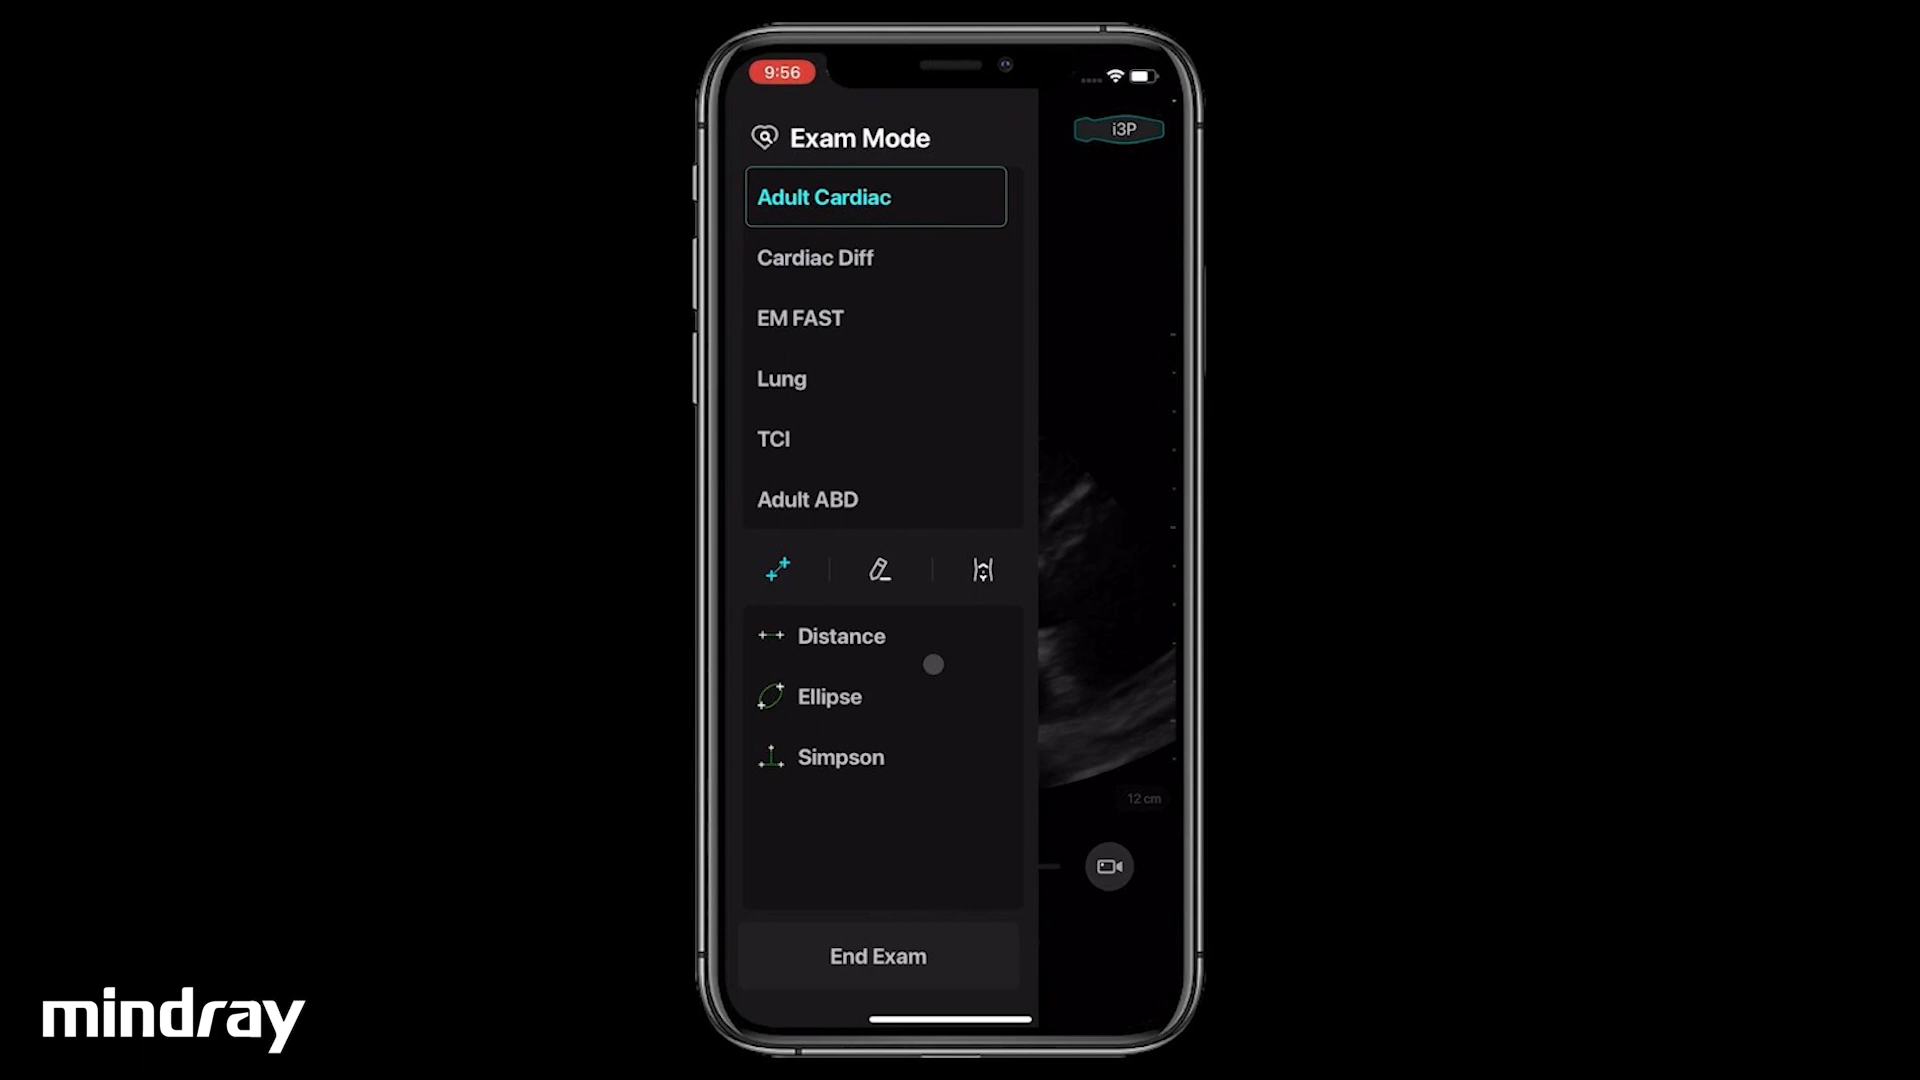 9:56
i3P
Exam Mode
Adult Cardiac
Cardiac Diff
EM FAST
Lung
TCI
Adult ABD
Distance
Ellipse
Simpson
12 cm
End Exam
mindray